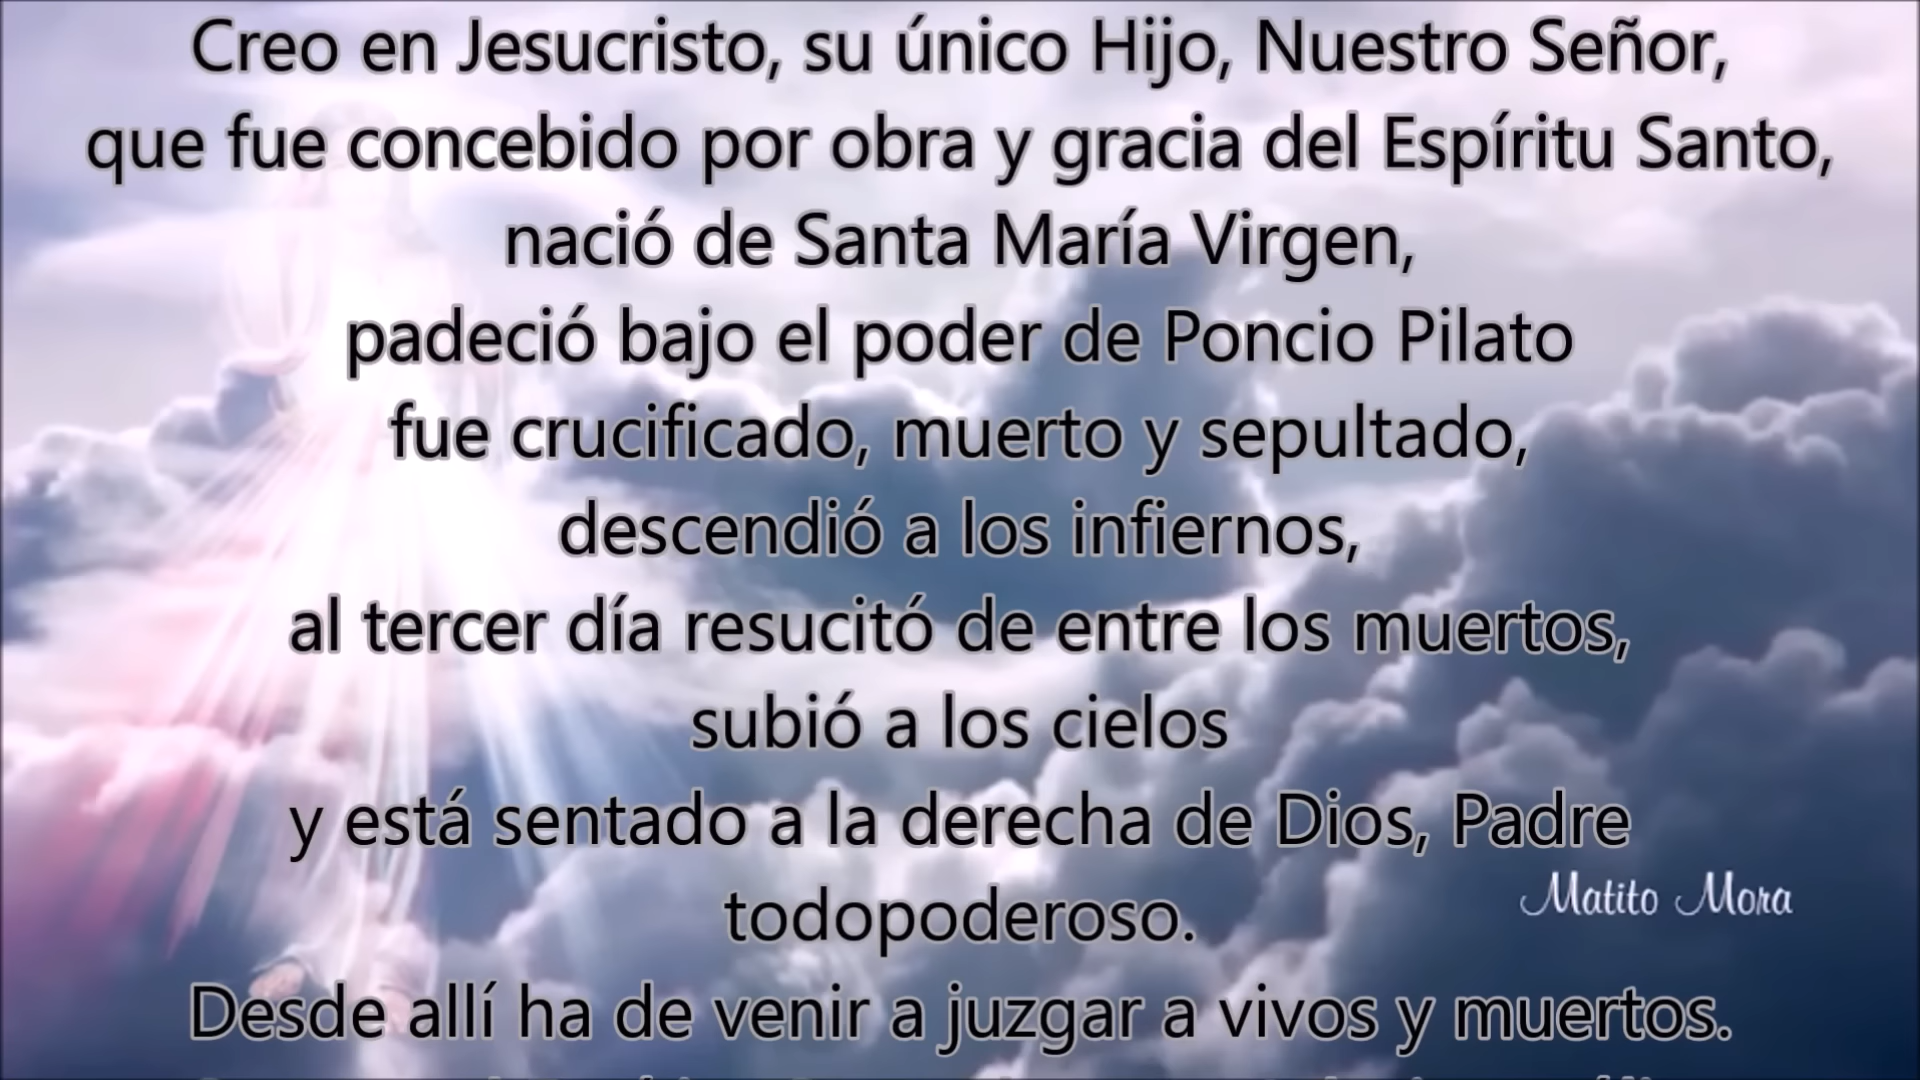 Creo en Jesucristo, su único Hijo, Nuestro Señor,
que fue concebido por obra y gracia del Espíritu Santo,
nació de Santa María Virgen,
padeció bajo el poder de Poncio Pilato
fue crucificado, muerto y sepultado,
descendió a los infiernos,
al tercer día resucitó de entre los muertos,
subió a los cielos
y está sentado a la derecha de Dios, Padre
todopoderoso.
Matito Mora
Desde allí ha de venir a juzgar a vivos y muertos.